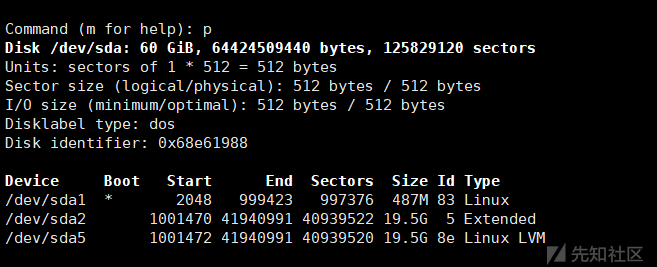 Command (m for help): p
Disk /dev/sda: 60 GiB, 64424509440 bytes, 125829120 sectors
Units: sectors of 1 * 512 = 512 bytes
Sector size (logical/physical): 512 bytes / 512 bytes
I/O size (minimum/optimal): 512 bytes / 512 bytes
Disklabel type: dos
Disk identifier: 0x68e61988
Device Boot Start End Sectors Size Id Type
/dev/sda1 * 2048 999423 997376 487M 83 Linux
/dev/sda2 1001470 41940991 40939522 19.5G 5 Extended
/dev/sda5 1001472 41940991 40939520 19.5G 8e Linux LVM
先知社区